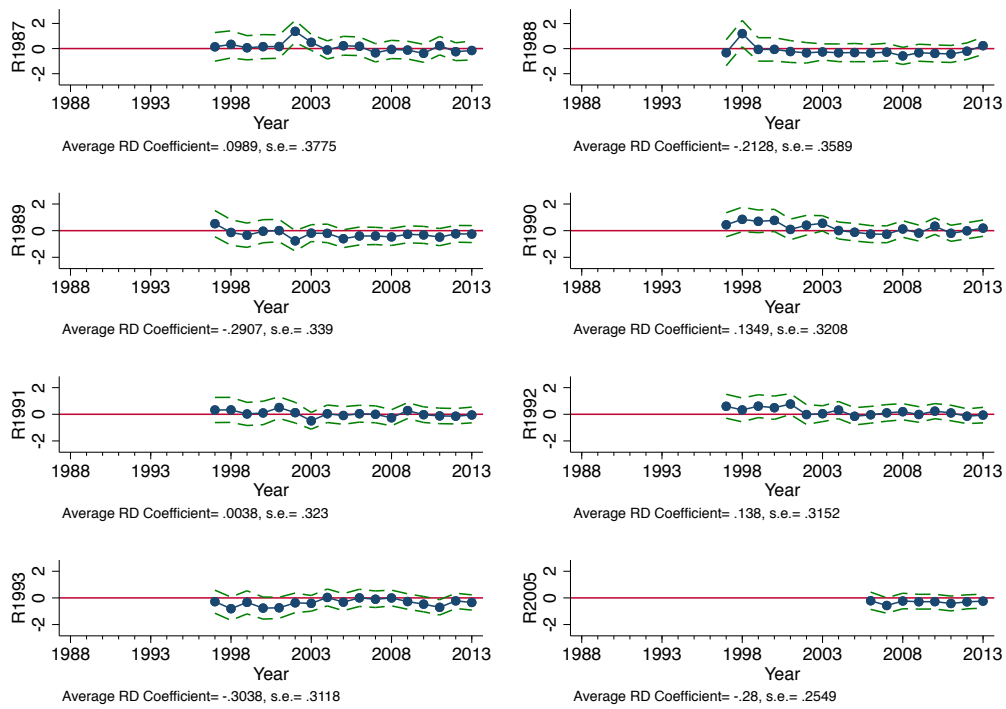 R1987
2
0
-2
1988 1993 1998 2003 2008 2013
Year
Average RD Coefficient= .0989, s.e.= .3775
R1988
2
0
-2
1988 1993 1998 2003 2008 2013
Year
Average RD Coefficient= -.2128, s.e.= .3589
R1989
2
0
-2
1988 1993 1998 2003 2008 2013
Year
Average RD Coefficient= -.2907, s.e.= .339
R1990
2
0
-2
1988 1993 1998 2003 2008 2013
Year
Average RD Coefficient= .1349, s.e.= .3208
R1991
2
0
-2
1988 1993 1998 2003 2008 2013
Year
Average RD Coefficient= .0038, s.e.= .323
R1992
2
0
-2
1988 1993 1998 2003 2008 2013
Year
Average RD Coefficient= .138, s.e.= .3152
R1993
2
0
-2
1988 1993 1998 2003 2008 2013
Year
Average RD Coefficient= -.3038, s.e.= .3118
R2005
2
0
-2
1988 1993 1998 2003 2008 2013
Year
Average RD Coefficient= -.28, s.e.= .2549